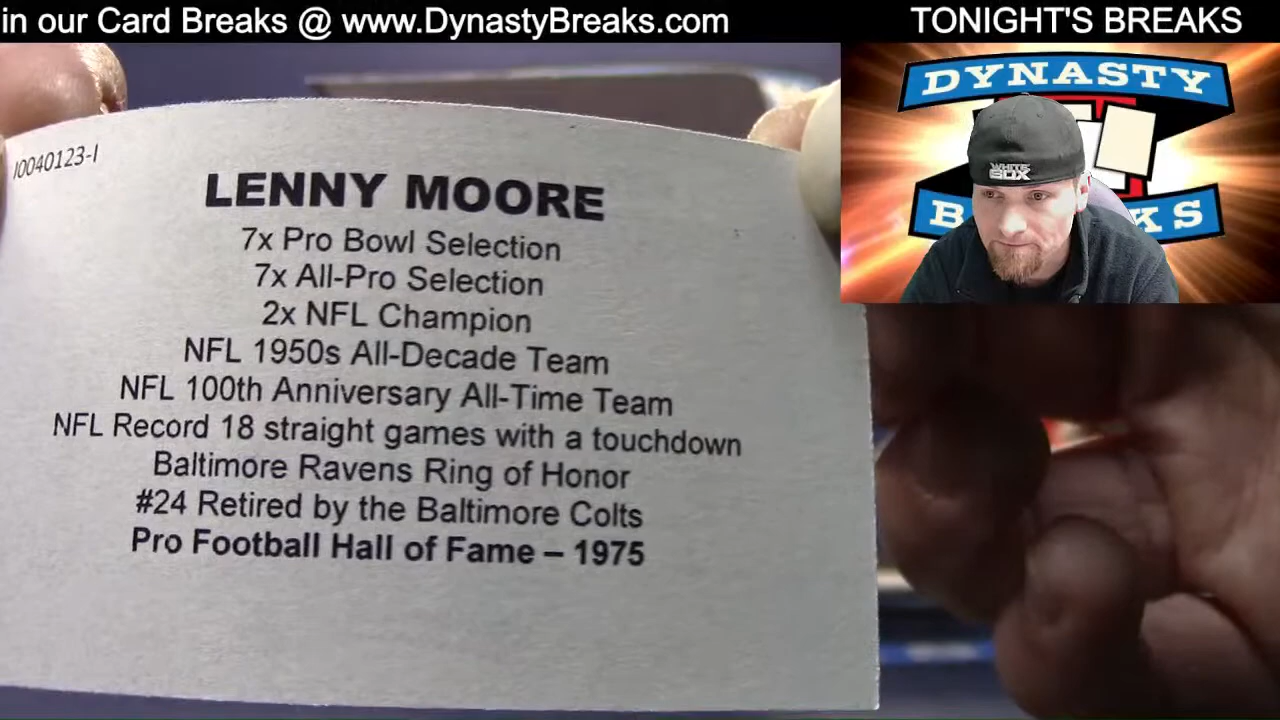 in our Card Breaks @ www.DynastyBreaks.com
TONIGHT'S BREAKS
DYNASTY
WHITE
SOX
I0040123-I
LENNY MOORE
7x Pro Bowl Selection
7x All-Pro Selection
2x NFL Champion
NFL 1950s All-Decade Team
NFL 100th Anniversary All-Time Team
NFL Record 18 straight games with a touchdown
Baltimore Ravens Ring of Honor
#24 Retired by the Baltimore Colts
Pro Football Hall of Fame – 1975